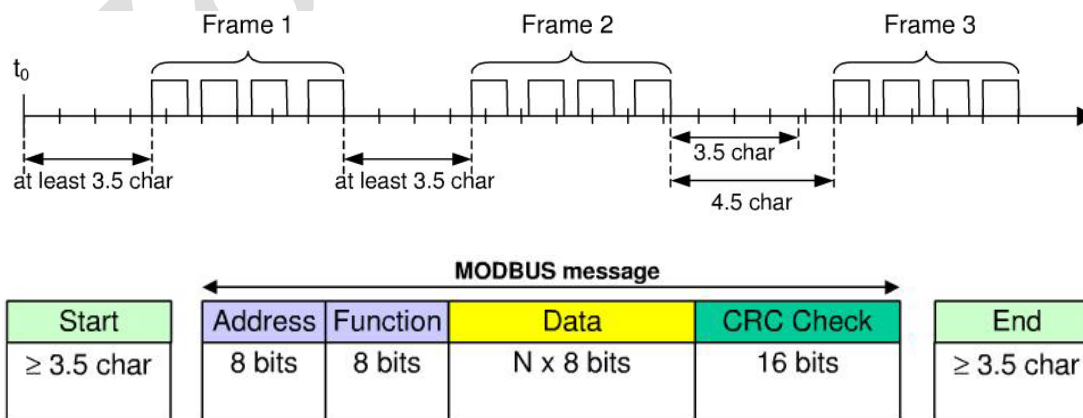 Frame 1 Frame 2 Frame 3
t0
3.5 char
at least 3.5 char at least 3.5 char
4.5 char
MODBUS message
Start Address Function Data CRC Check End
≥ 3.5 char 8 bits 8 bits N x 8 bits 16 bits ≥ 3.5 char